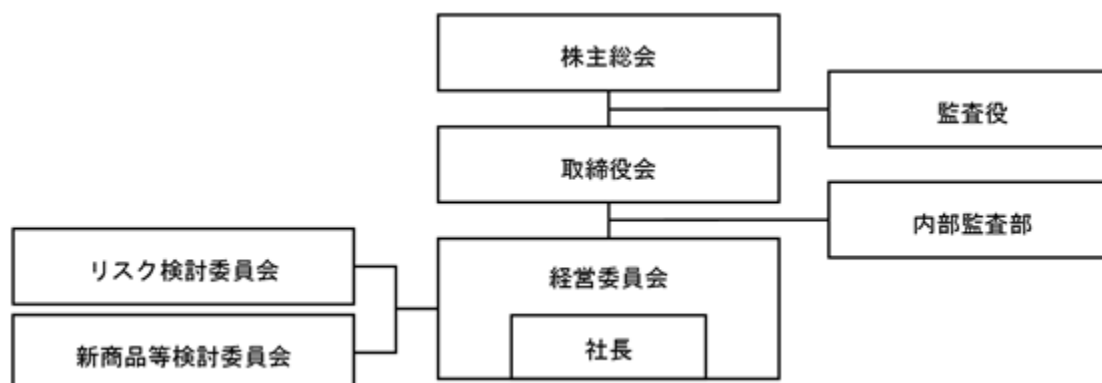 株主総会
監査役
取締役会
内部監査部
リスク検討委員会
経営委員会
新商品等検討委員会
社長